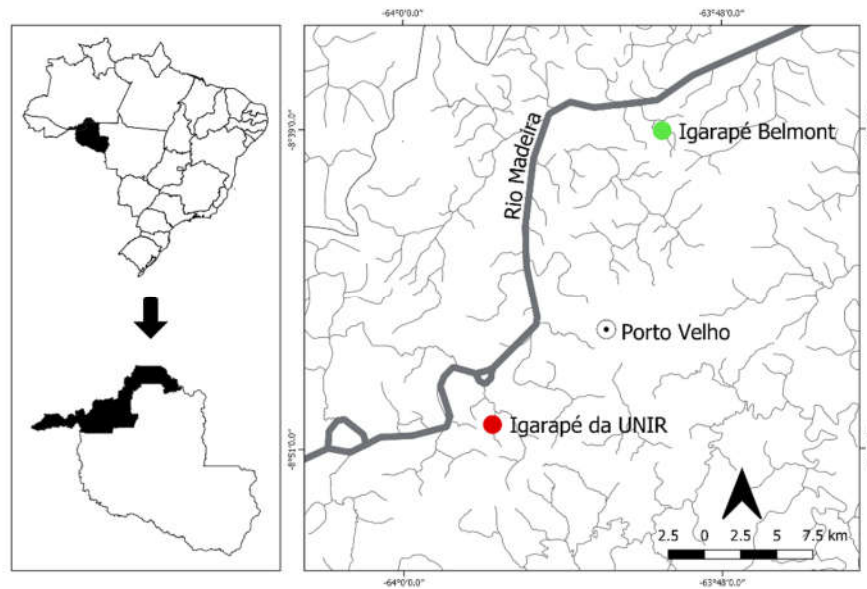 -64°0'0.0"
-63°48'0.0"
-8°39'0.0"
Igarapé Belmont
Rio Madeira
Porto Velho
Igarapé da UNIR
-8°51'0.0"
2.5 0 2.5 5 7.5 km
-64°0'0.0"
-63°48'0.0"